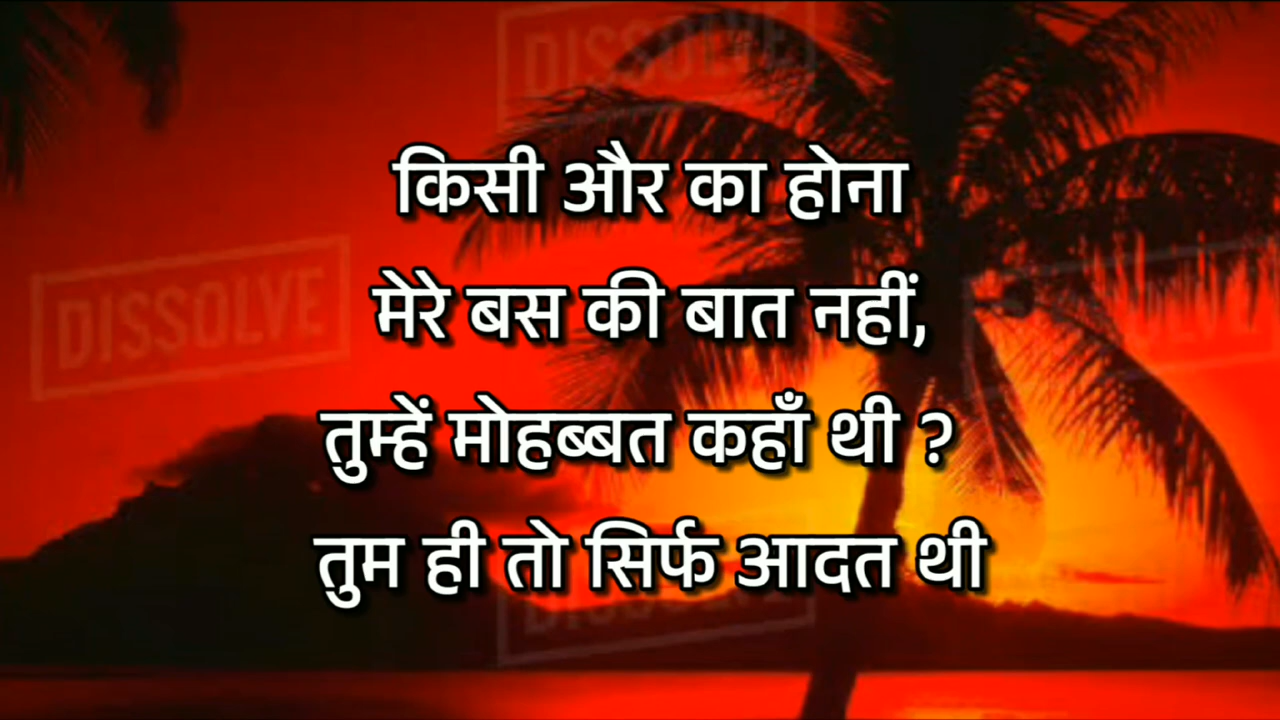 DISSOLVE
किसी और का होना
DISSOLVE
मेरे बस की बात नहीं,
तुम्हें मोहब्बत कहाँ थी ?
तुम ही तो सिर्फ आदत थी